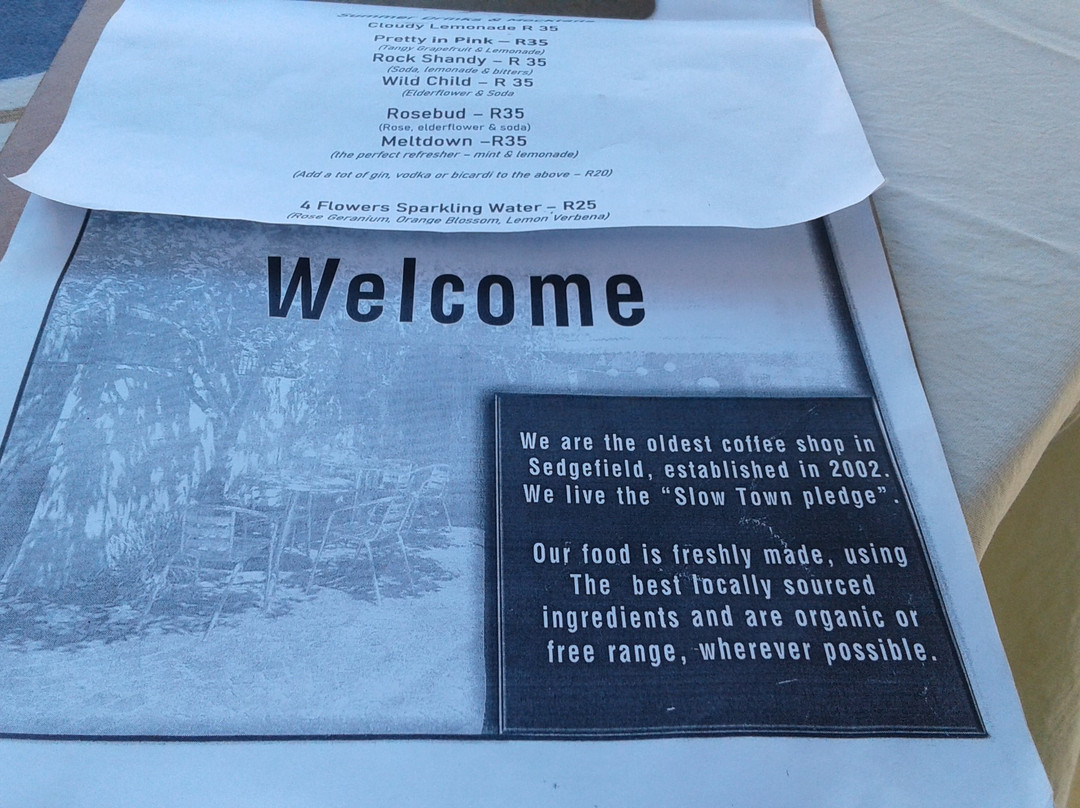 Summer Drinks & Mocktails
Cloudy Lemonade R 35
Pretty in Pink – R35
(Tangy Grapefruit & Lemonade)
Rock Shandy – R 35
(Soda, lemonade & bitters)
Wild Child – R 35
(Elderflower & Soda
Rosebud – R35
(Rose, elderflower & soda)
Meltdown –R35
(the perfect refresher – mint & lemonade)
(Add a tot of gin, vodka or bicardi to the above – R20)
4 Flowers Sparkling Water – R25
(Rose Geranium, Orange Blossom, Lemon Verbena)
Welcome
We are the oldest coffee shop in
Sedgefield, established in 2002.
We live the “Slow Town pledge”.
Our food is freshly made, using
The best locally sourced
ingredients and are organic or
free range, wherever possible.